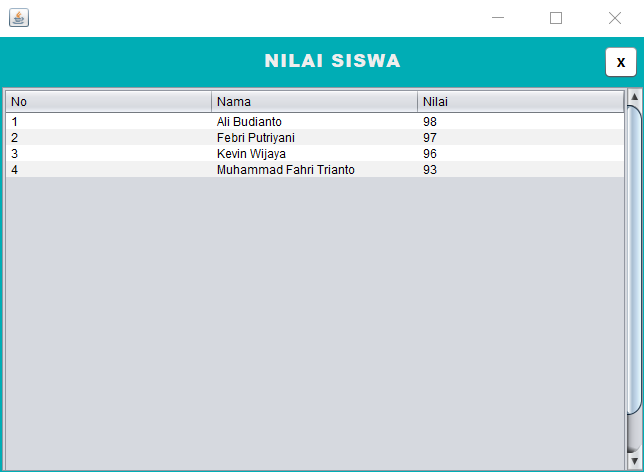 NILAI SISWA
X
No Nama Nilai
1 Ali Budianto 98
2 Febri Putriyani 97
3 Kevin Wijaya 96
4 Muhammad Fahri Trianto 93